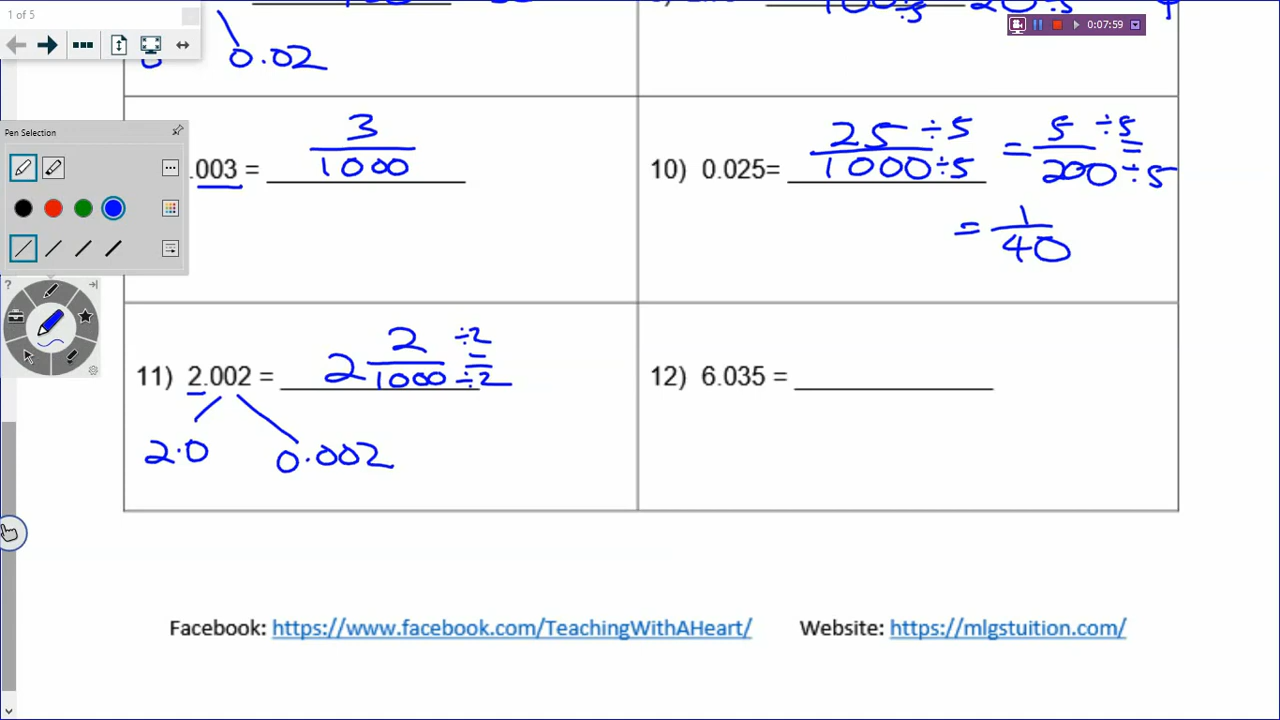 1 of 5
0:07:59
0.02
Pen Selection
.003 = 3/1000
10) 0.025= 25/1000 ÷5/÷5 = 5/200 ÷5/÷5 =
= 1/40
11) 2.002 = 2 2/1000 ÷2/÷2 =
2.0 0.002
12) 6.035 = __________
Facebook: https://www.facebook.com/TeachingWithAHeart/ Website: https://mlgstuition.com/